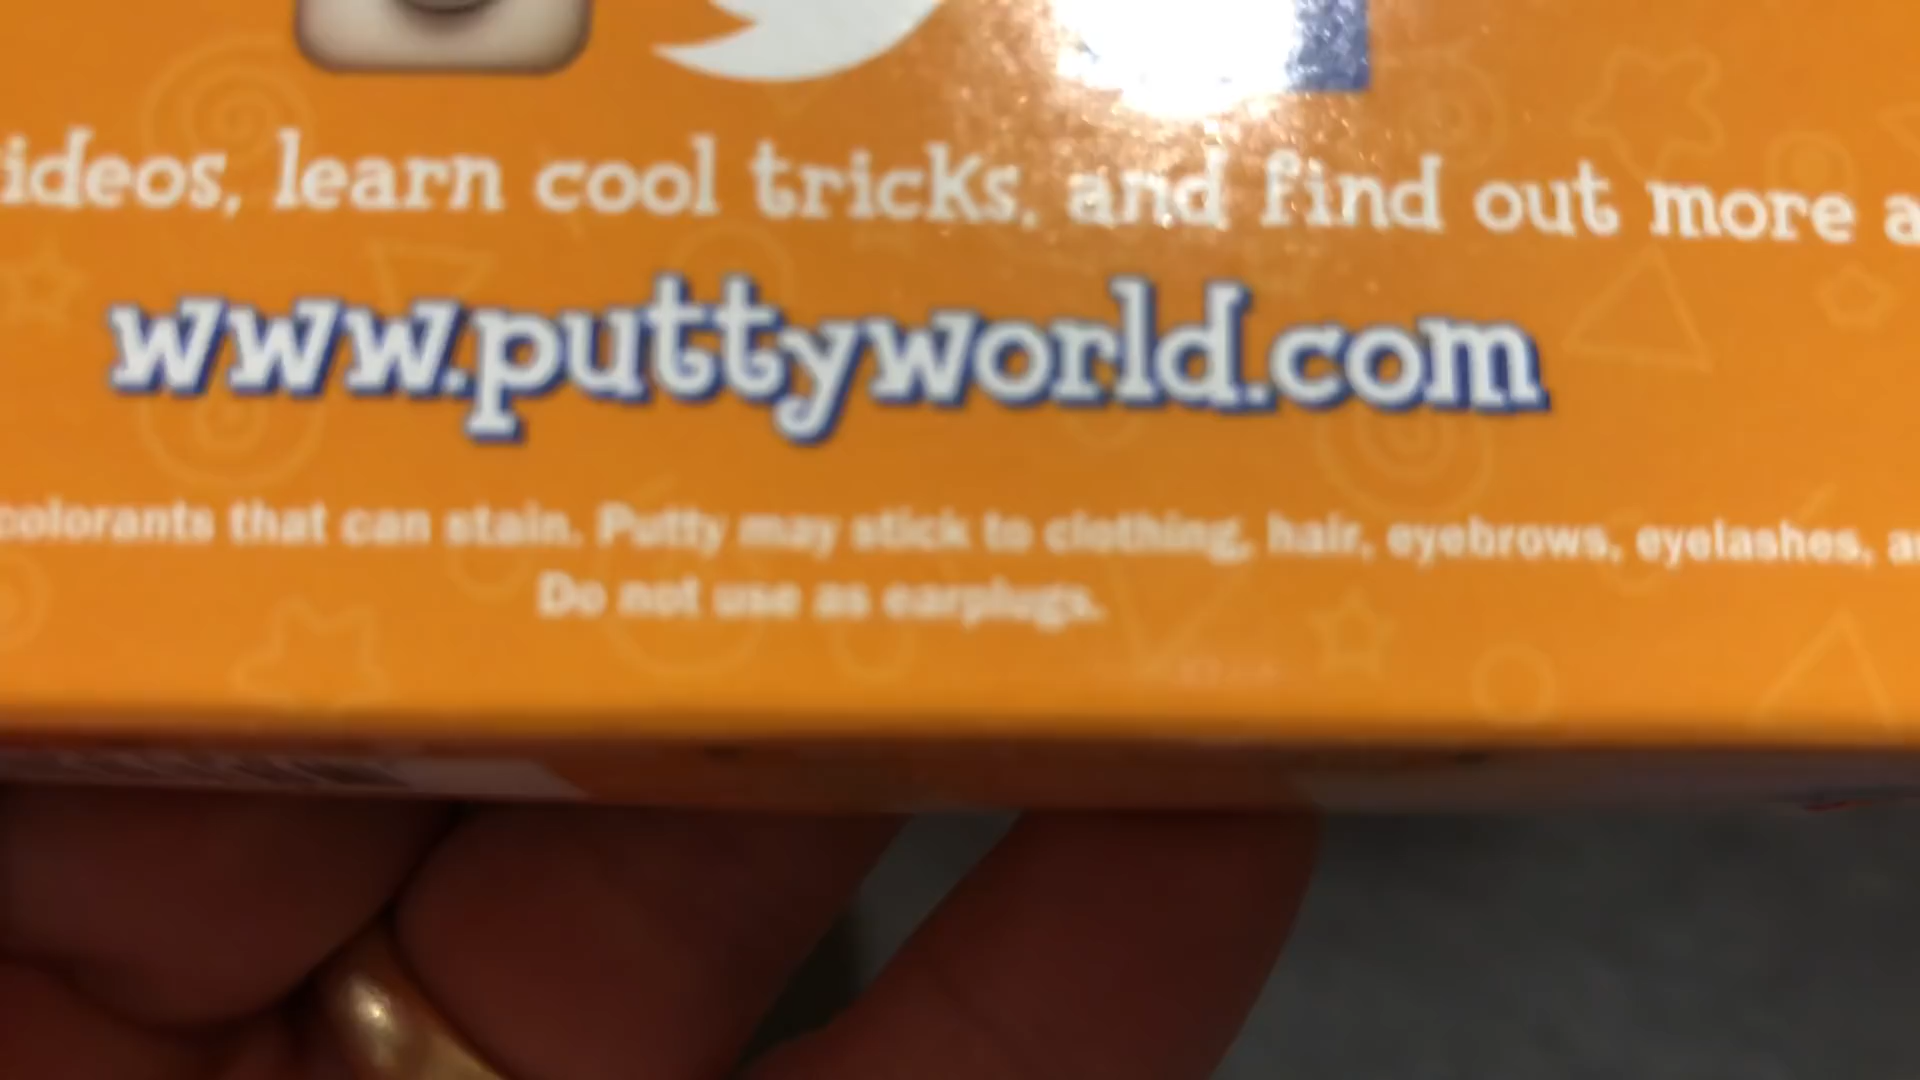 ideos, learn cool tricks, and find out more a
www.puttyworld.com
colorants that can stain. Putty may stick to clothing, hair, eyebrows, eyelashes, a
Do not use as earplugs.